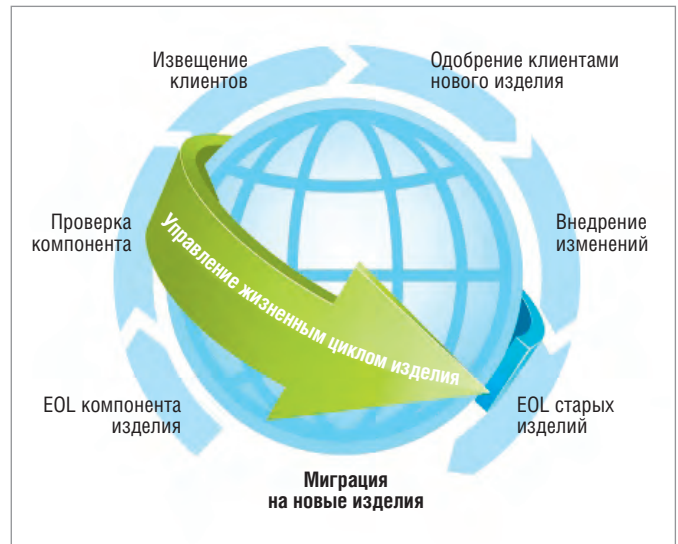 Извещение
клиентов
Одобрение клиентами
нового изделия
Проверка
компонента
Внедрение
изменений
Управление жизненным циклом изделия
EOL компонента
изделия
EOL старых
изделий
Миграция
на новые изделия